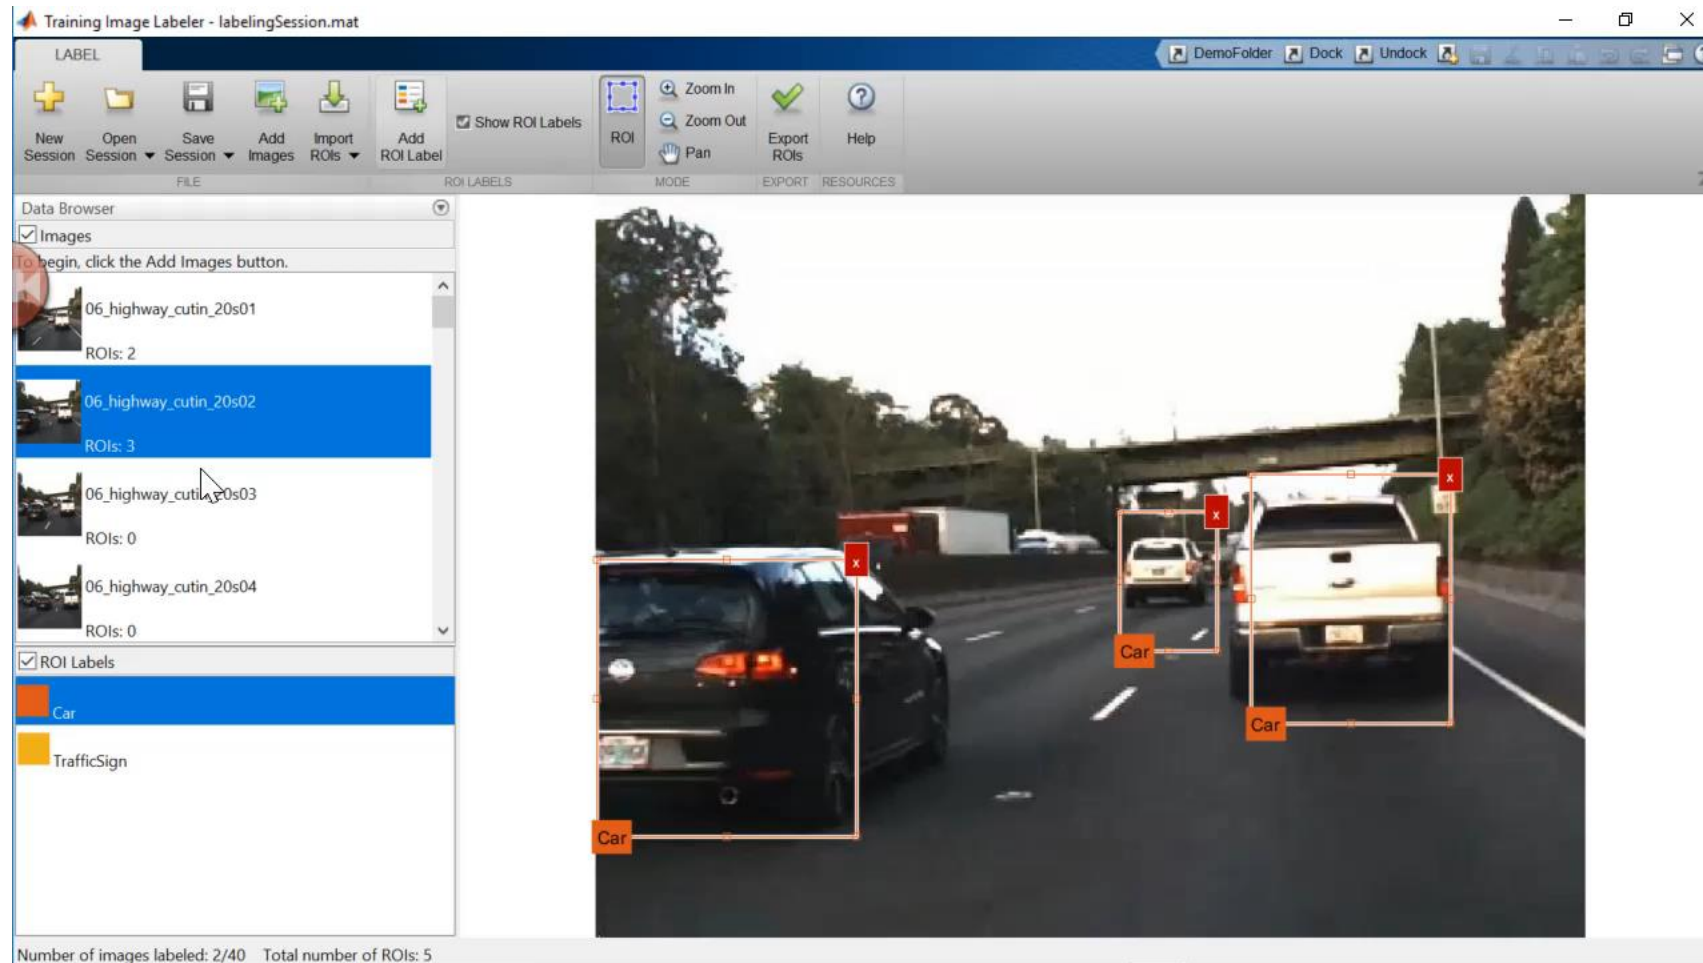 Training Image Labeler - labelingSession.mat
LABEL
DemoFolder Dock Undock
New Session
Open Session
Save Session
Add Images
Import ROIs
Add ROI Label
Show ROI Labels
ROI
Zoom In
Zoom Out
Pan
Export ROIs
Help
FILE
ROI LABELS
MODE
EXPORT
RESOURCES
Data Browser
Images
To begin, click the Add Images button.
06_highway_cutin_20s01
ROIs: 2
06_highway_cutin_20s02
ROIs: 3
06_highway_cutin_20s03
ROIs: 0
06_highway_cutin_20s04
ROIs: 0
ROI Labels
Car
TrafficSign
x
x
x
Car
Car
Car
Number of images labeled: 2/40 Total number of ROIs: 5